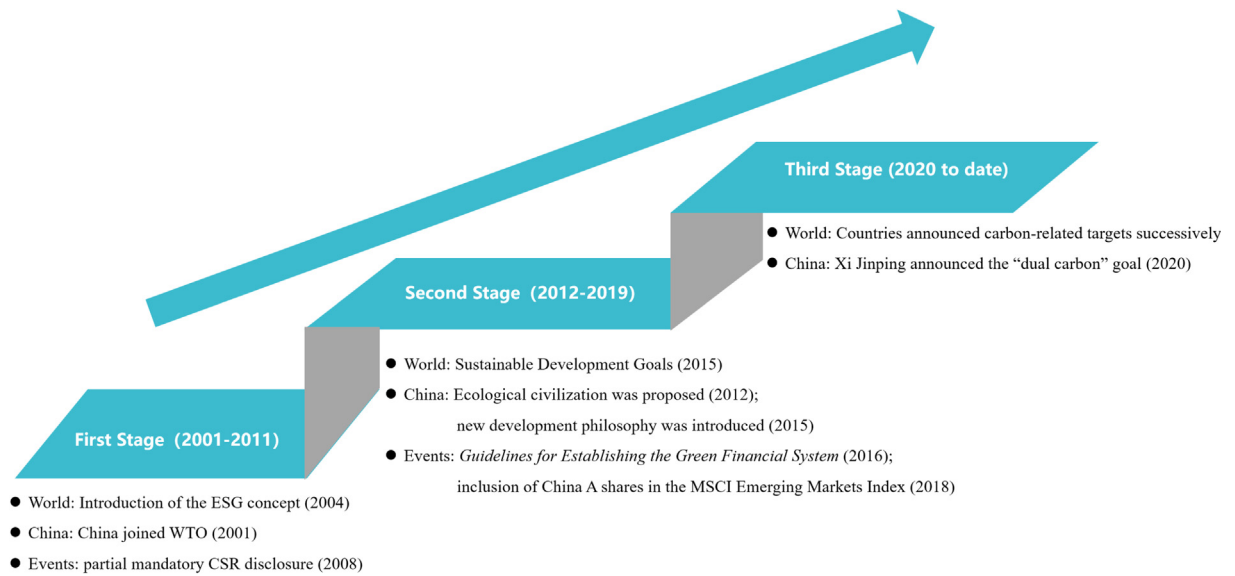 First Stage (2001-2011)
● World: Introduction of the ESG concept (2004)
● China: China joined WTO (2001)
● Events: partial mandatory CSR disclosure (2008)
Second Stage (2012-2019)
● World: Sustainable Development Goals (2015)
● China: Ecological civilization was proposed (2012);
new development philosophy was introduced (2015)
● Events: Guidelines for Establishing the Green Financial System (2016);
inclusion of China A shares in the MSCI Emerging Markets Index (2018)
Third Stage (2020 to date)
● World: Countries announced carbon-related targets successively
● China: Xi Jinping announced the “dual carbon” goal (2020)